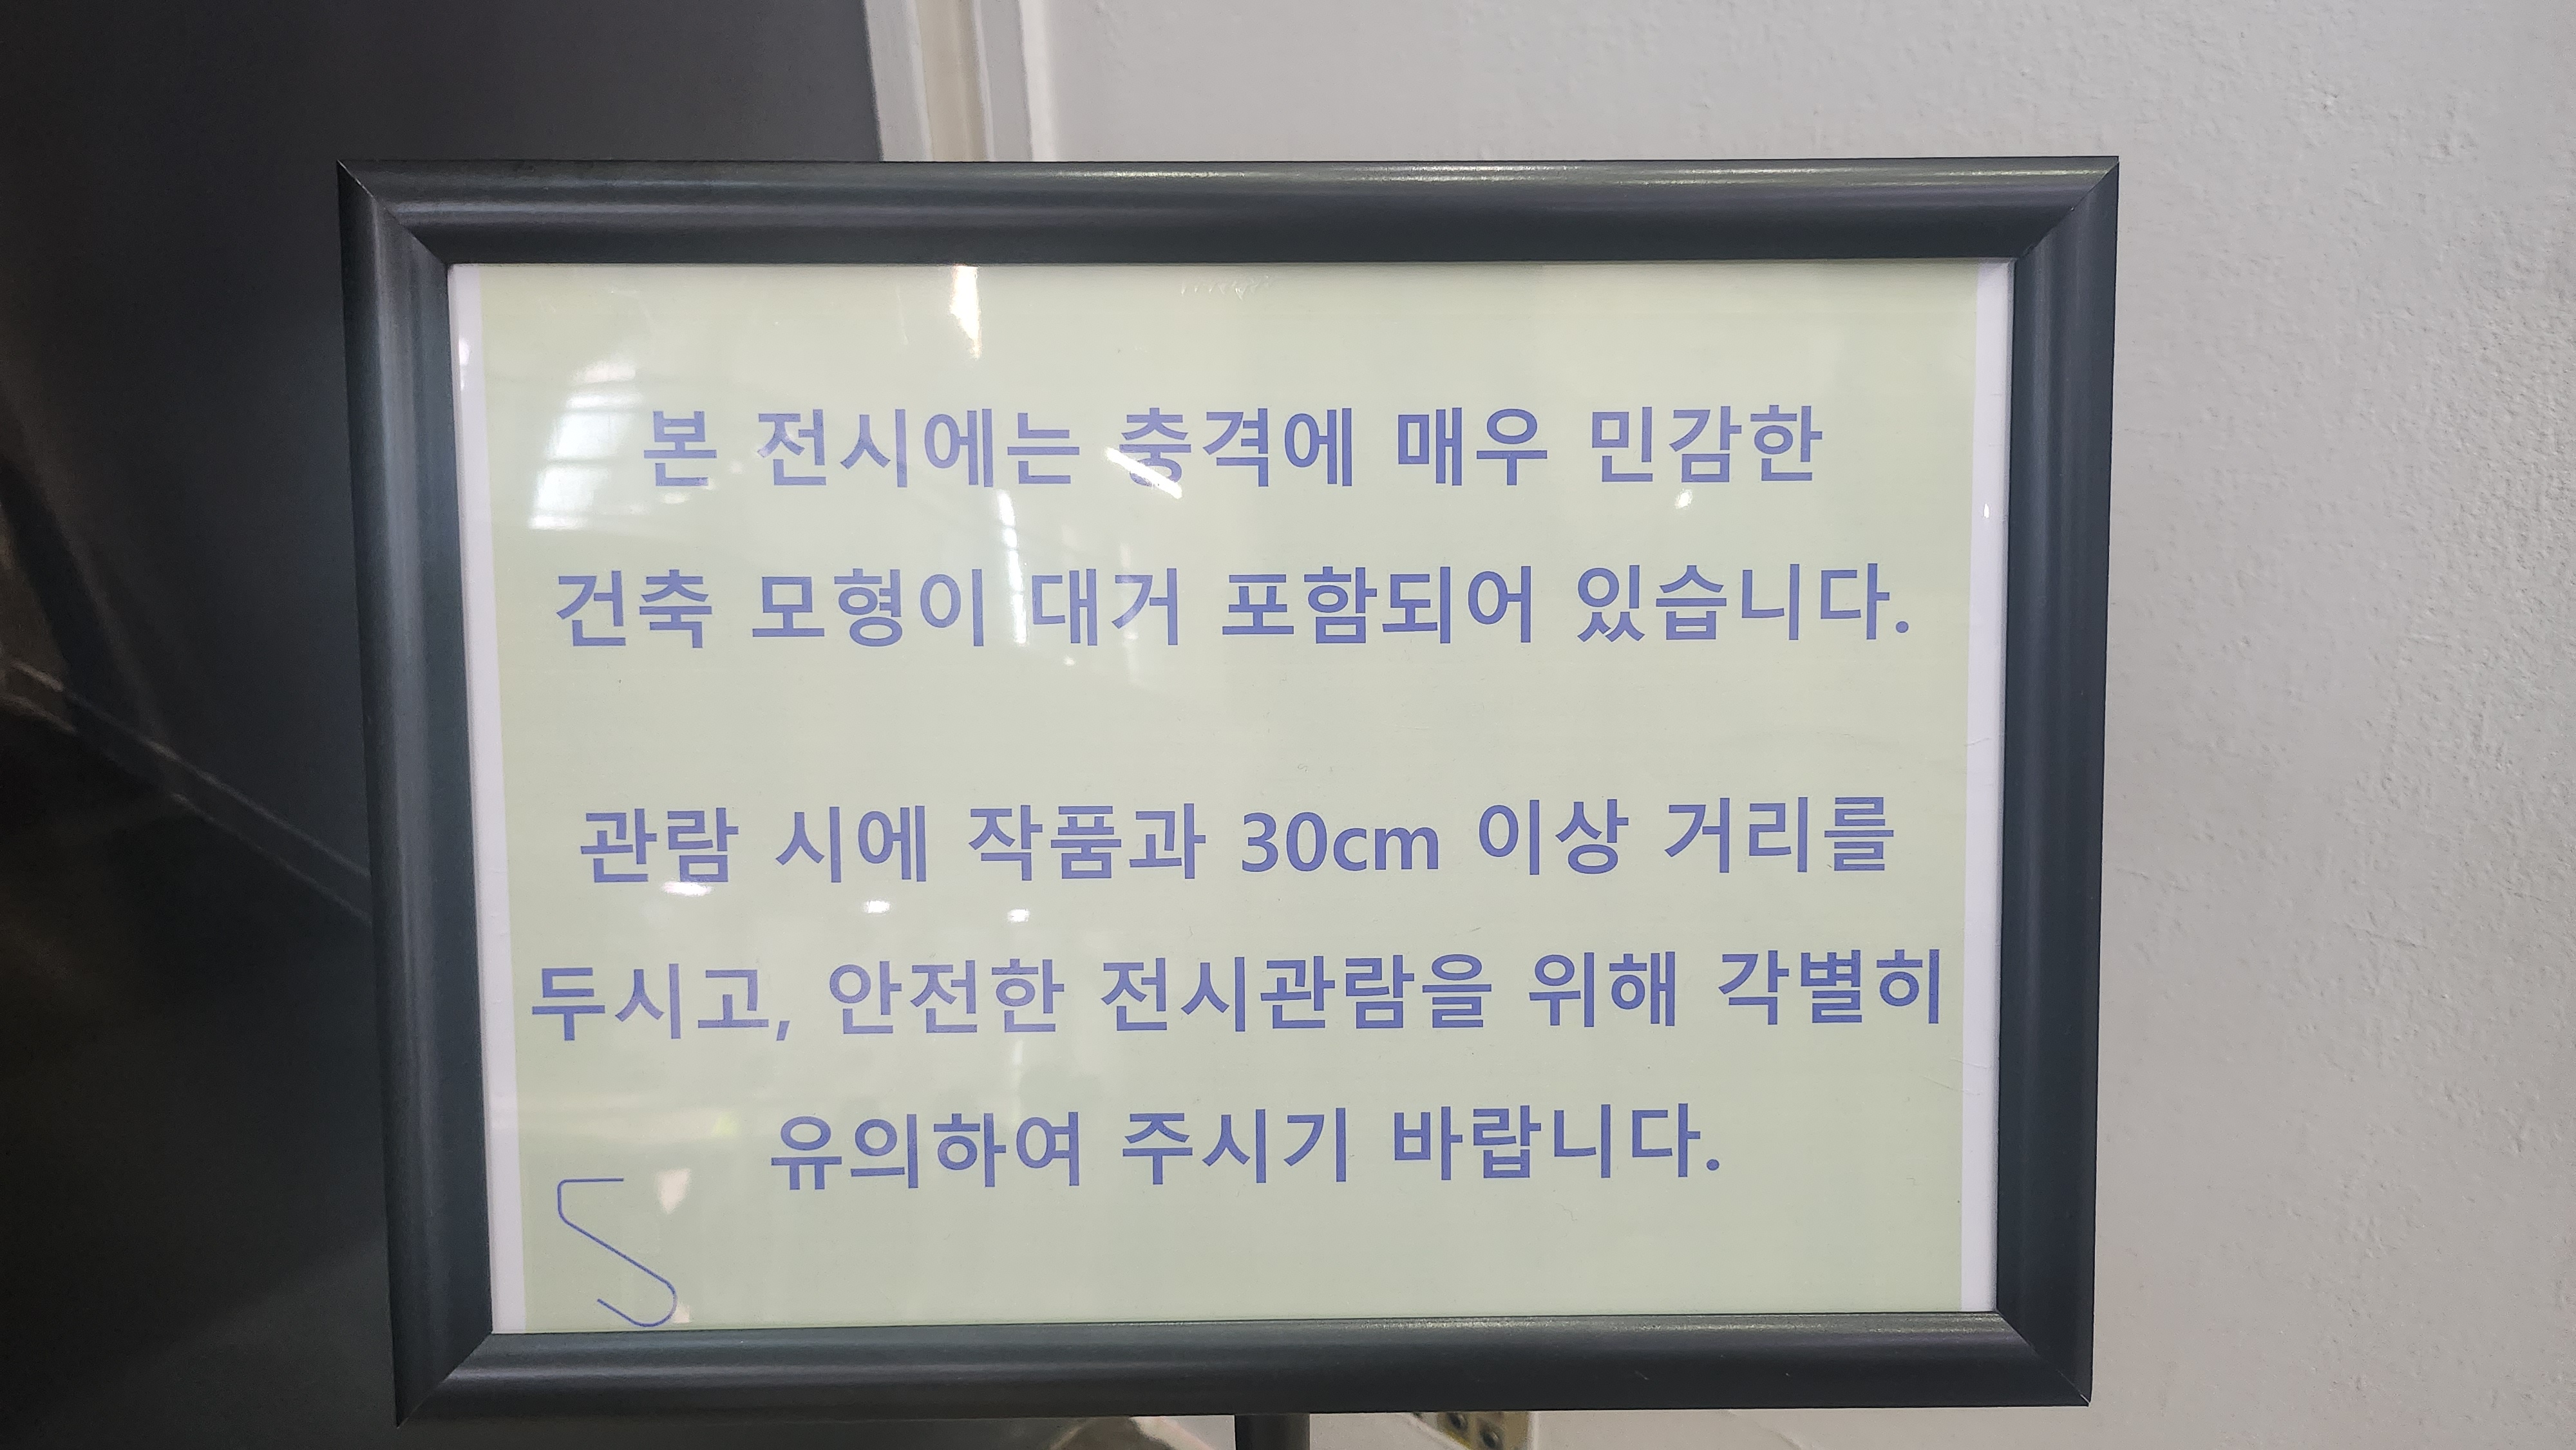 본 전시에는 충격에 매우 민감한
건축 모형이 대거 포함되어 있습니다.
관람 시에 작품과 30cm 이상 거리를
두시고, 안전한 전시관람을 위해 각별히
유의하여 주시기 바랍니다.